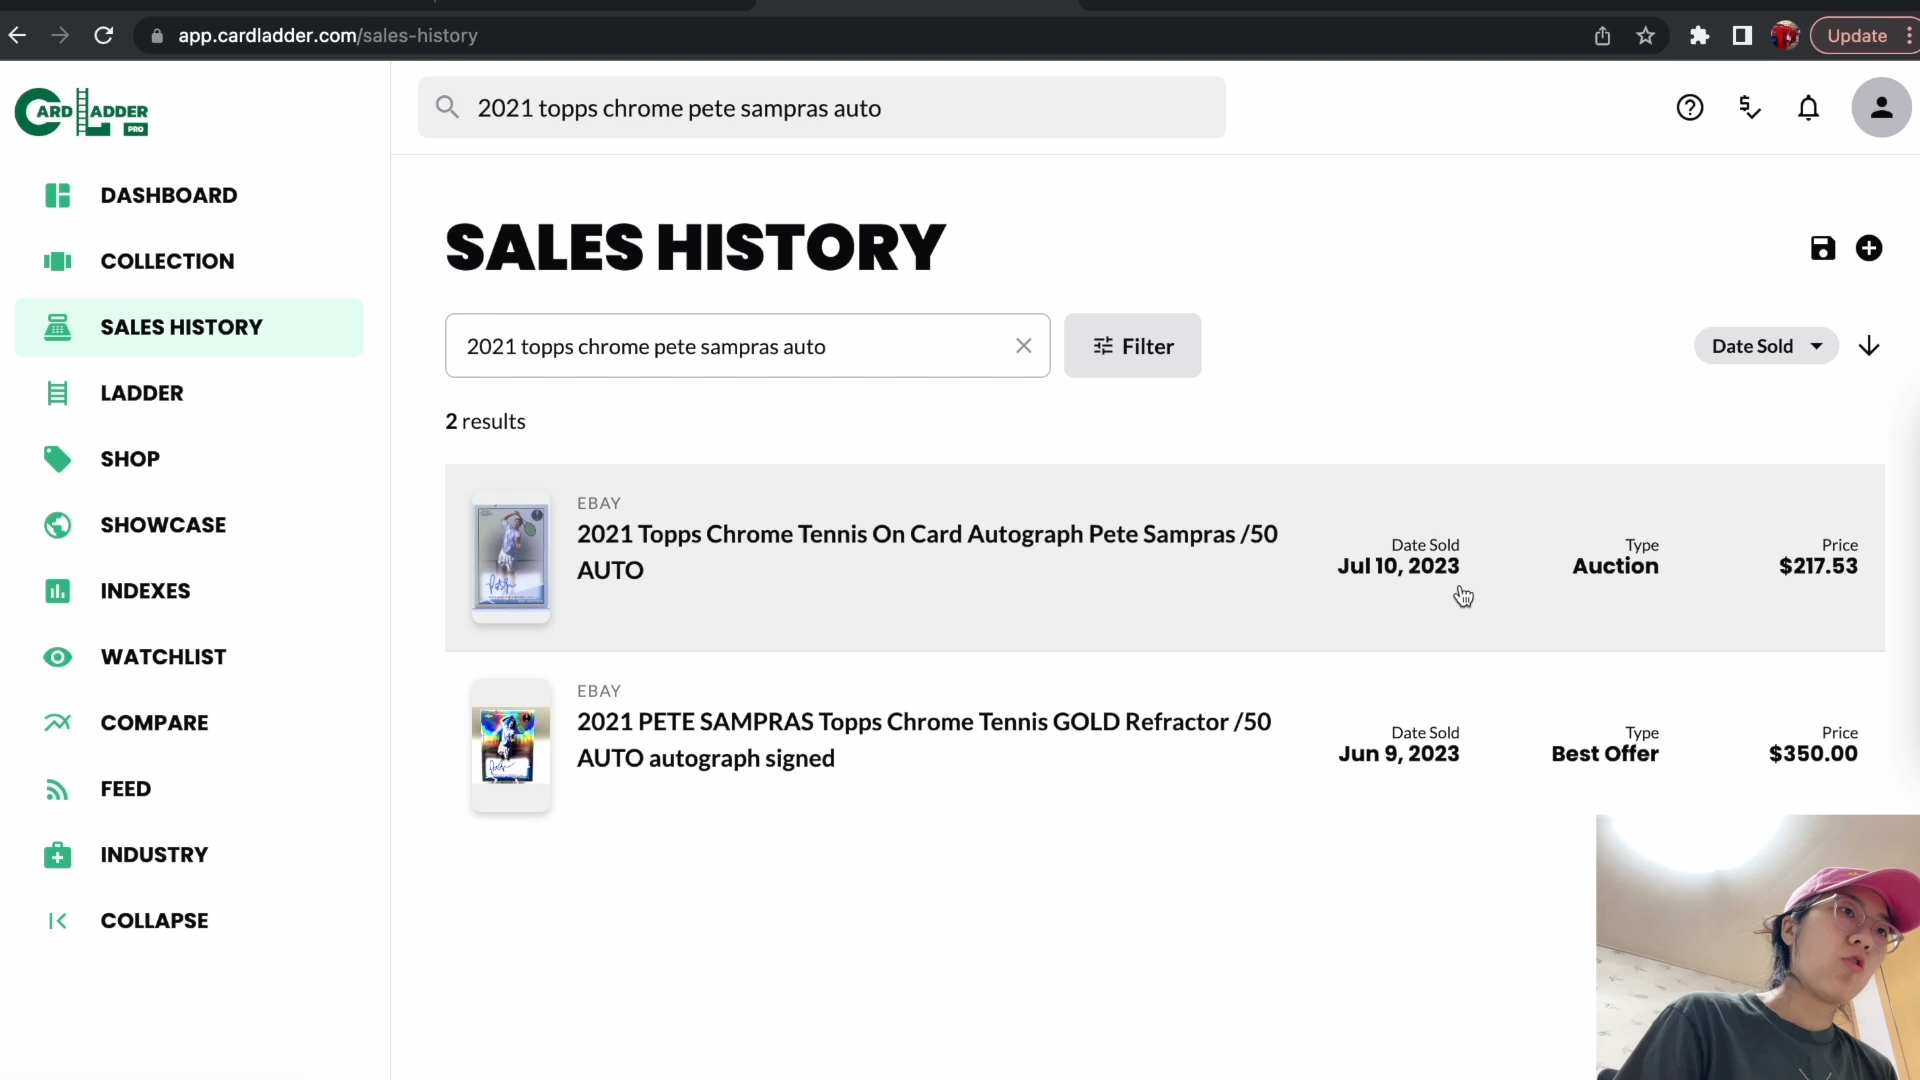 app.cardladder.com/sales-history
Update
CARD LADDER
PRO
2021 topps chrome pete sampras auto
DASHBOARD
COLLECTION
SALES HISTORY
LADDER
SHOP
SHOWCASE
INDEXES
WATCHLIST
COMPARE
FEED
INDUSTRY
COLLAPSE
SALES HISTORY
2021 topps chrome pete sampras auto
Filter
Date Sold
2 results
EBAY
2021 Topps Chrome Tennis On Card Autograph Pete Sampras /50
AUTO
Date Sold
Jul 10, 2023
Type
Auction
Price
$217.53
EBAY
2021 PETE SAMPRAS Topps Chrome Tennis GOLD Refractor /50
AUTO autograph signed
Date Sold
Jun 9, 2023
Type
Best Offer
Price
$350.00